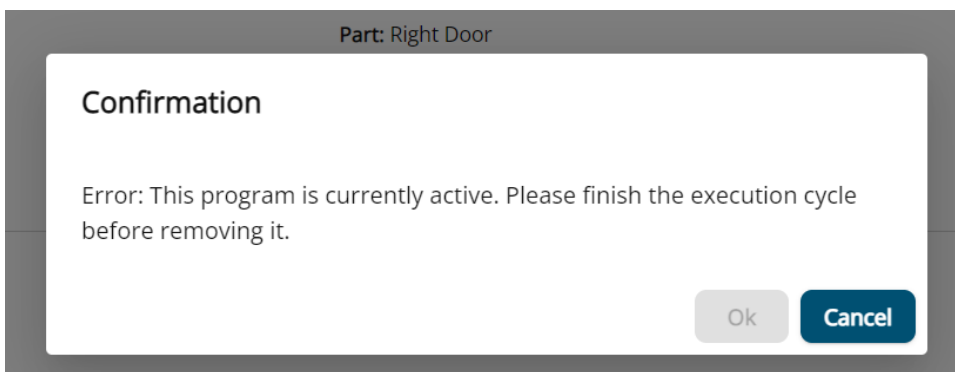 Part: Right Door
Confirmation
Error: This program is currently active. Please finish the execution cycle
before removing it.
Ok
Cancel